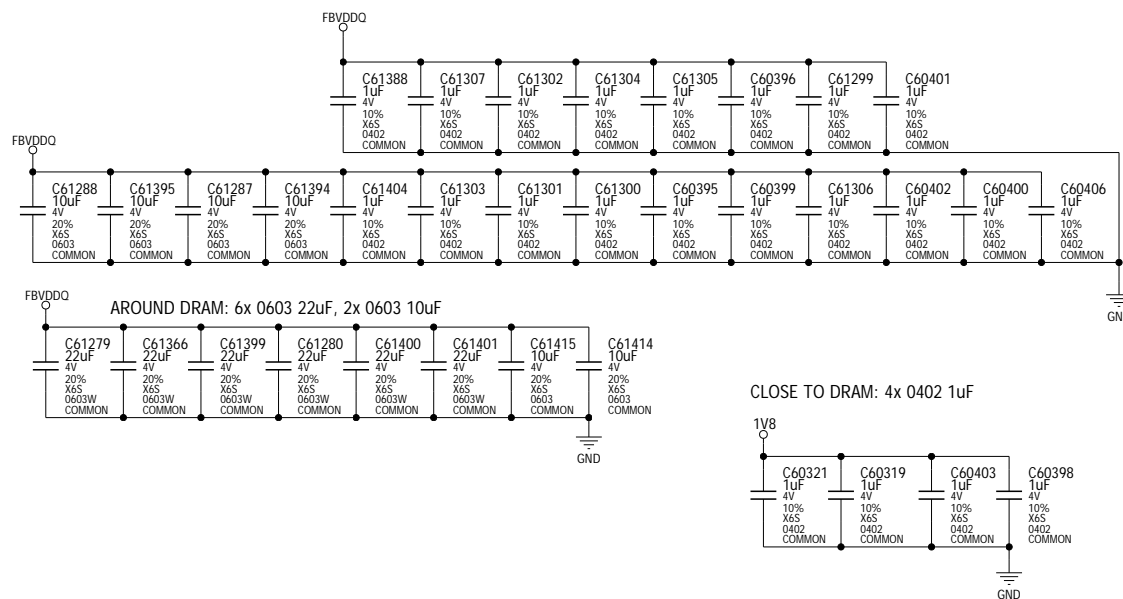 FBVDDQ
C61388 C61307 C61302 C61304 C61305 C60396 C61299 C60401
1uF 1uF 1uF 1uF 1uF 1uF 1uF 1uF
4V 4V 4V 4V 4V 4V 4V 4V
10% 10% 10% 10% 10% 10% 10% 10%
X6S X6S X6S X6S X6S X6S X6S X6S
0402 0402 0402 0402 0402 0402 0402 0402
COMMON COMMON COMMON COMMON COMMON COMMON COMMON COMMON
FBVDDQ
C61288 C61395 C61287 C61394 C61404 C61303 C61301 C61300 C60395 C60399 C61306 C60402 C60400 C60406
10uF 10uF 10uF 10uF 1uF 1uF 1uF 1uF 1uF 1uF 1uF 1uF 1uF 1uF
4V 4V 4V 4V 4V 4V 4V 4V 4V 4V 4V 4V 4V 4V
20% 20% 20% 20% 10% 10% 10% 10% 10% 10% 10% 10% 10% 10%
X6S X6S X6S X6S X6S X6S X6S X6S X6S X6S X6S X6S X6S X6S
0603 0603 0603 0603 0402 0402 0402 0402 0402 0402 0402 0402 0402 0402
COMMON COMMON COMMON COMMON COMMON COMMON COMMON COMMON COMMON COMMON COMMON COMMON COMMON COMMON
FBVDDQ
AROUND DRAM: 6x 0603 22uF, 2x 0603 10uF
C61279 C61366 C61399 C61280 C61400 C61401 C61415 C61414
22uF 22uF 22uF 22uF 22uF 22uF 10uF 10uF
4V 4V 4V 4V 4V 4V 4V 4V
20% 20% 20% 20% 20% 20% 20% 20%
X6S X6S X6S X6S X6S X6S X6S X6S
0603W 0603W 0603W 0603W 0603W 0603W 0603 0603
COMMON COMMON COMMON COMMON COMMON COMMON COMMON COMMON
GND
CLOSE TO DRAM: 4x 0402 1uF
1V8
C60321 C60319 C60403 C60398
1uF 1uF 1uF 1uF
4V 4V 4V 4V
10% 10% 10% 10%
X6S X6S X6S X6S
0402 0402 0402 0402
COMMON COMMON COMMON COMMON
GND